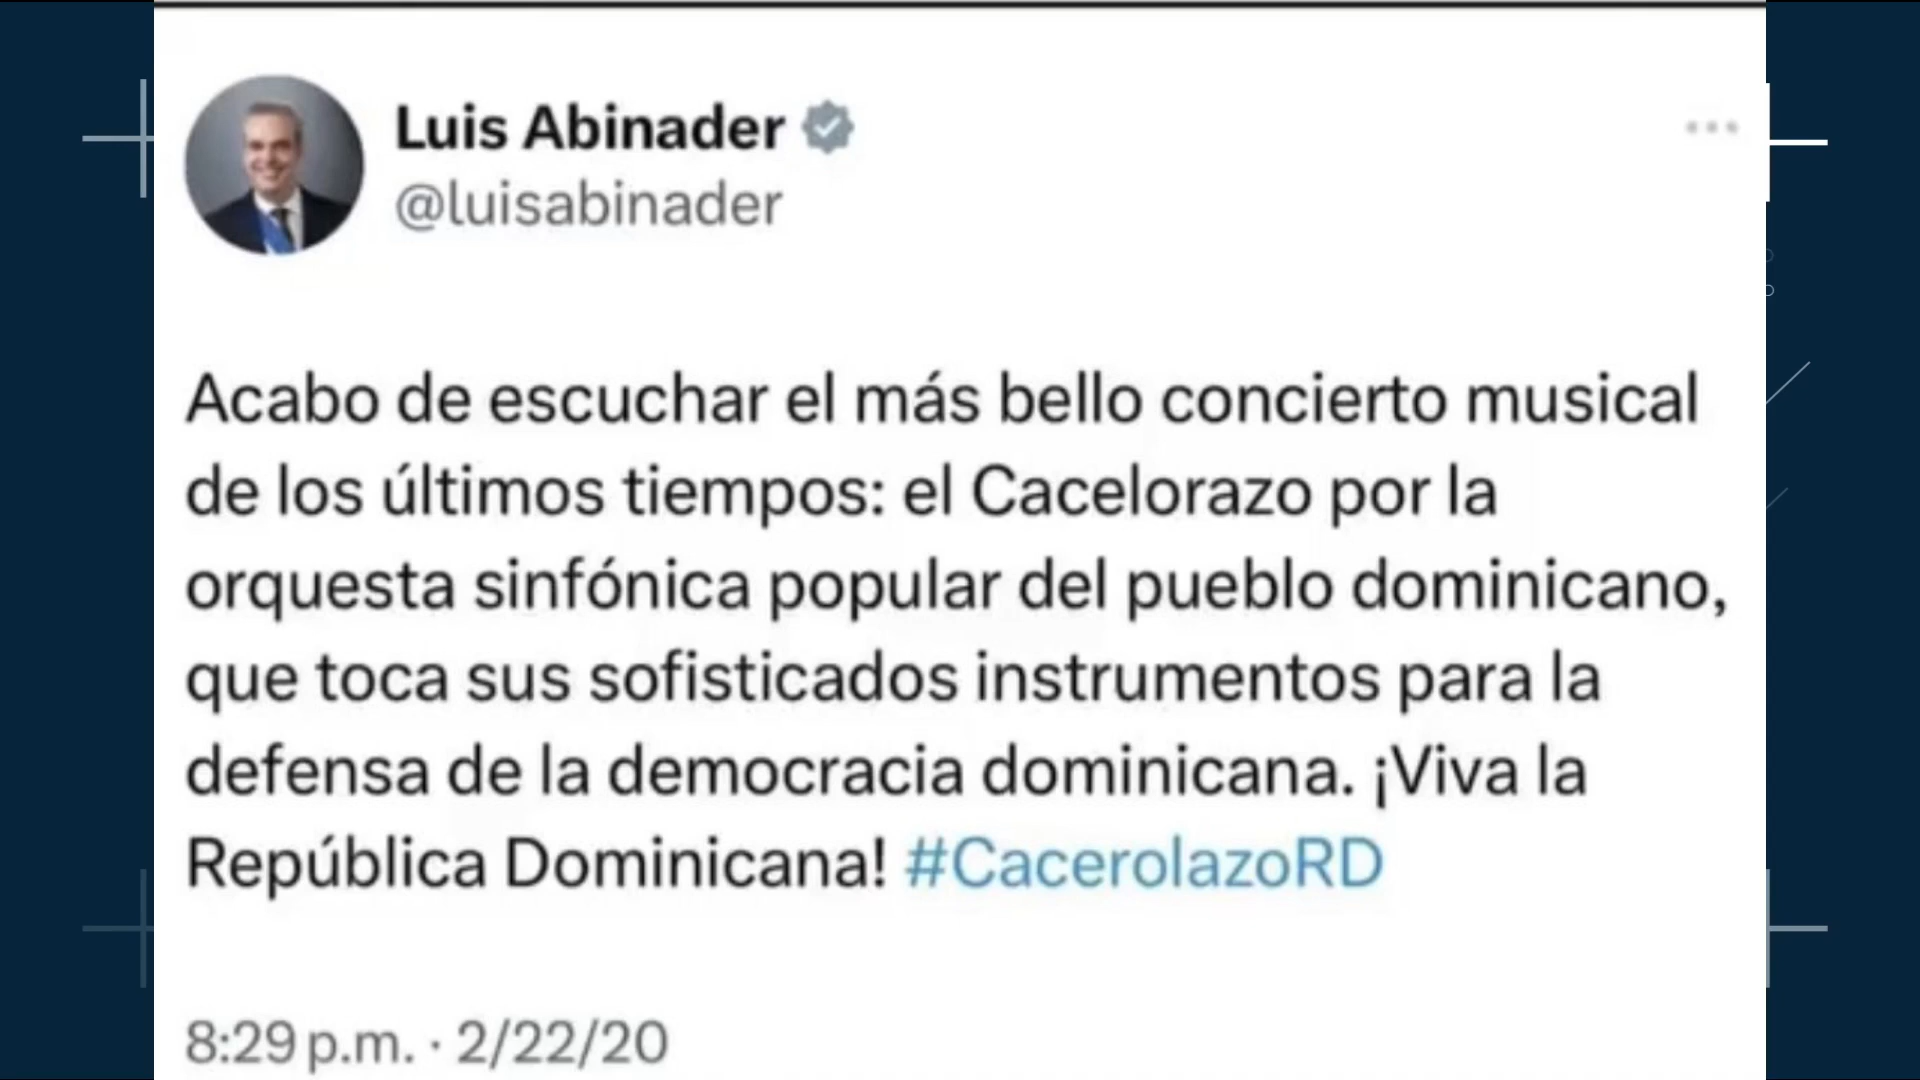 Luis Abinader
@luisabinader
Acabo de escuchar el más bello concierto musical
de los últimos tiempos: el Cacelorazo por la
orquesta sinfónica popular del pueblo dominicano,
que toca sus sofisticados instrumentos para la
defensa de la democracia dominicana. ¡Viva la
República Dominicana! #CacerolazoRD
8:29 p.m. · 2/22/20